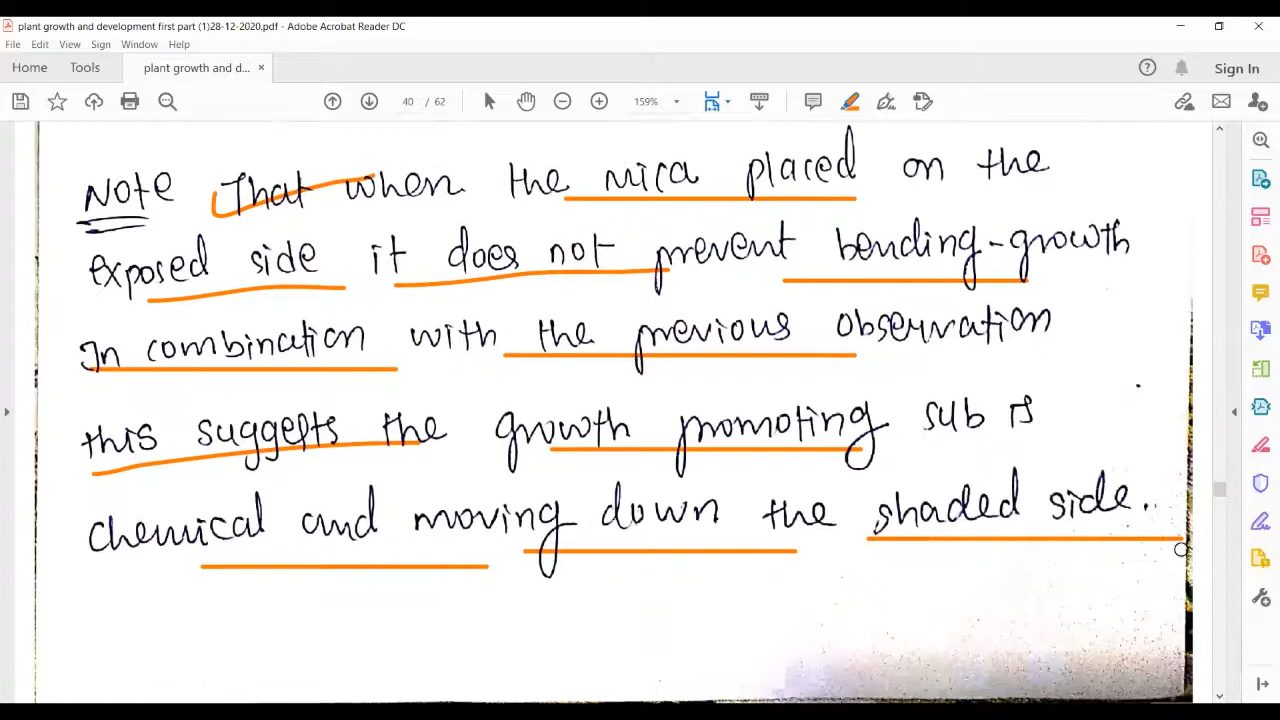 plant growth and development first part (1)28-12-2020.pdf - Adobe Acrobat Reader DC
File Edit View Sign Window Help
Home Tools plant growth and d... × Sign In
40 / 62 159%
Note That when the mica placed on the
exposed side it does not prevent bending-growth
In combination with the previous observation
this suggepts the growth promoting sub is
chemical and moving down the shaded side.